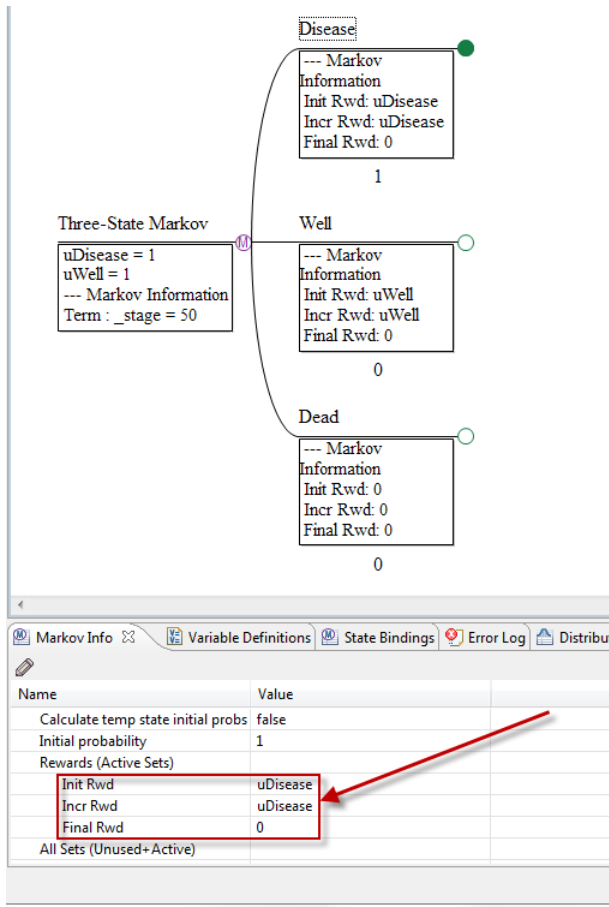 Disease
--- Markov
Information
Init Rwd: uDisease
Incr Rwd: uDisease
Final Rwd: 0
1
Three-State Markov
M
uDisease = 1
uWell = 1
--- Markov Information
Term : _stage = 50
Well
--- Markov
Information
Init Rwd: uWell
Incr Rwd: uWell
Final Rwd: 0
0
Dead
--- Markov
Information
Init Rwd: 0
Incr Rwd: 0
Final Rwd: 0
0
Markov Info Variable Definitions State Bindings Error Log Distribu
Name Value
Calculate temp state initial probs false
Initial probability 1
Rewards (Active Sets)
Init Rwd uDisease
Incr Rwd uDisease
Final Rwd 0
All Sets (Unused+Active)